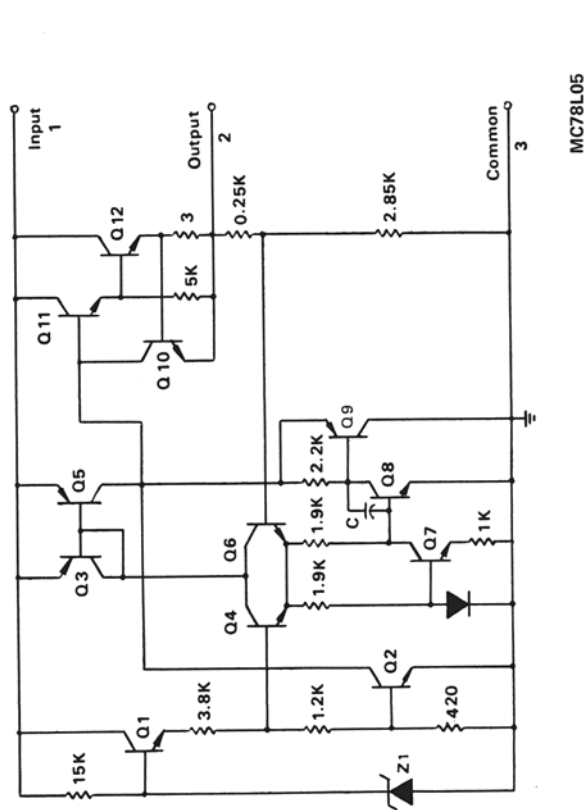 Input
1
Q11
Q3
15K
Q12
Q1
Q5
Q10
5K
3
Output
2
3.8K
Q4
Q6
0.25K
1.2K
1.9K
1.9K
2.2K
C
Q9
Q2
Q8
2.85K
Z1
Q7
420
1K
Common
3
MC78L05